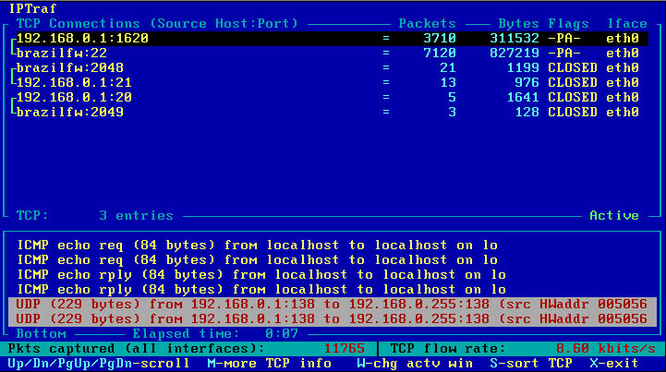 IPTraf
TCP Connections (Source Host:Port) Packets Bytes Flags Iface
192.168.0.1:1620 = 3710 311532 -PA- eth0
brazilfw:22 = 7120 827219 -PA- eth0
brazilfw:2048 = 21 1199 CLOSED eth0
192.168.0.1:21 = 13 976 CLOSED eth0
192.168.0.1:20 = 5 1641 CLOSED eth0
brazilfw:2049 = 3 128 CLOSED eth0
TCP: 3 entries Active
ICMP echo req (84 bytes) from localhost to localhost on lo
ICMP echo req (84 bytes) from localhost to localhost on lo
ICMP echo rply (84 bytes) from localhost to localhost on lo
ICMP echo rply (84 bytes) from localhost to localhost on lo
UDP (229 bytes) from 192.168.0.1:138 to 192.168.0.255:138 (src HWaddr 005056
UDP (229 bytes) from 192.168.0.1:138 to 192.168.0.255:138 (src HWaddr 005056
Bottom Elapsed time: 0:07
Pkts captured (all interfaces): 11765 TCP flow rate: 8.60 kbits/s
Up/Dn/PgUp/PgDn-scroll M-more TCP info W-chg actv win S-sort TCP X-exit